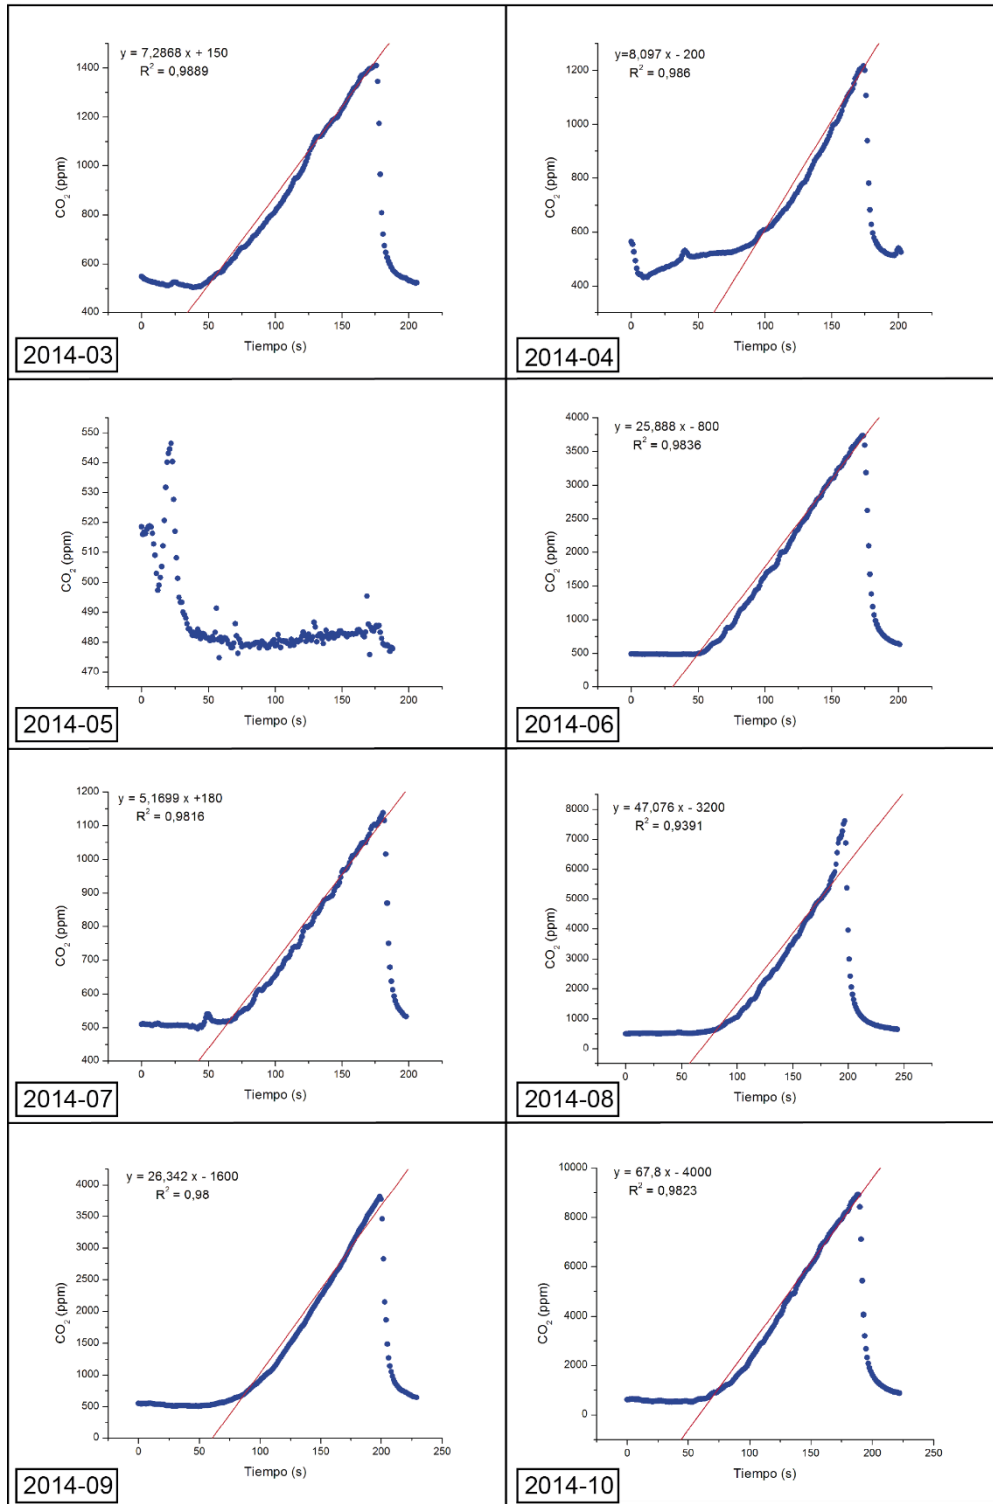 y = 7,2868 x + 150
R² = 0,9889
1400
1200
1000
800
600
400
CO₂ (ppm)
0 50 100 150 200
Tiempo (s)
2014-03
y=8,097 x - 200
R² = 0,986
1200
1000
800
600
400
CO₂ (ppm)
0 50 100 150 200
Tiempo (s)
2014-04
550
540
530
520
510
500
490
480
470
CO₂ (ppm)
0 50 100 150 200
Tiempo (s)
2014-05
y = 25,888 x - 800
R² = 0,9836
4000
3500
3000
2500
2000
1500
1000
500
0
CO₂ (ppm)
0 50 100 150 200
Tiempo (s)
2014-06
y = 5,1699 x +180
R² = 0,9816
1200
1100
1000
900
800
700
600
500
400
CO₂ (ppm)
0 50 100 150 200
Tiempo (s)
2014-07
y = 47,076 x - 3200
R² = 0,9391
8000
7000
6000
5000
4000
3000
2000
1000
0
CO₂ (ppm)
0 50 100 150 200 250
Tiempo (s)
2014-08
y = 26,342 x - 1600
R² = 0,98
4000
3500
3000
2500
2000
1500
1000
500
0
CO₂ (ppm)
0 50 100 150 200 250
Tiempo (s)
2014-09
y = 67,8 x - 4000
R² = 0,9823
10000
8000
6000
4000
2000
0
CO₂ (ppm)
0 50 100 150 200 250
Tiempo (s)
2014-10